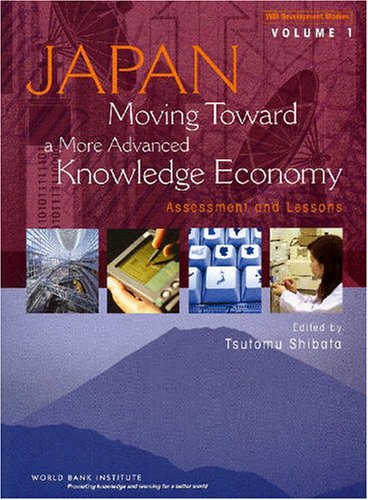 WBI Development Studies
VOLUME 1
JAPAN
Moving Toward
a More Advanced
Knowledge Economy
Assessment and Lessons
Edited by
Tsutomu Shibata
WORLD BANK INSTITUTE
Promoting knowledge and learning for a better world